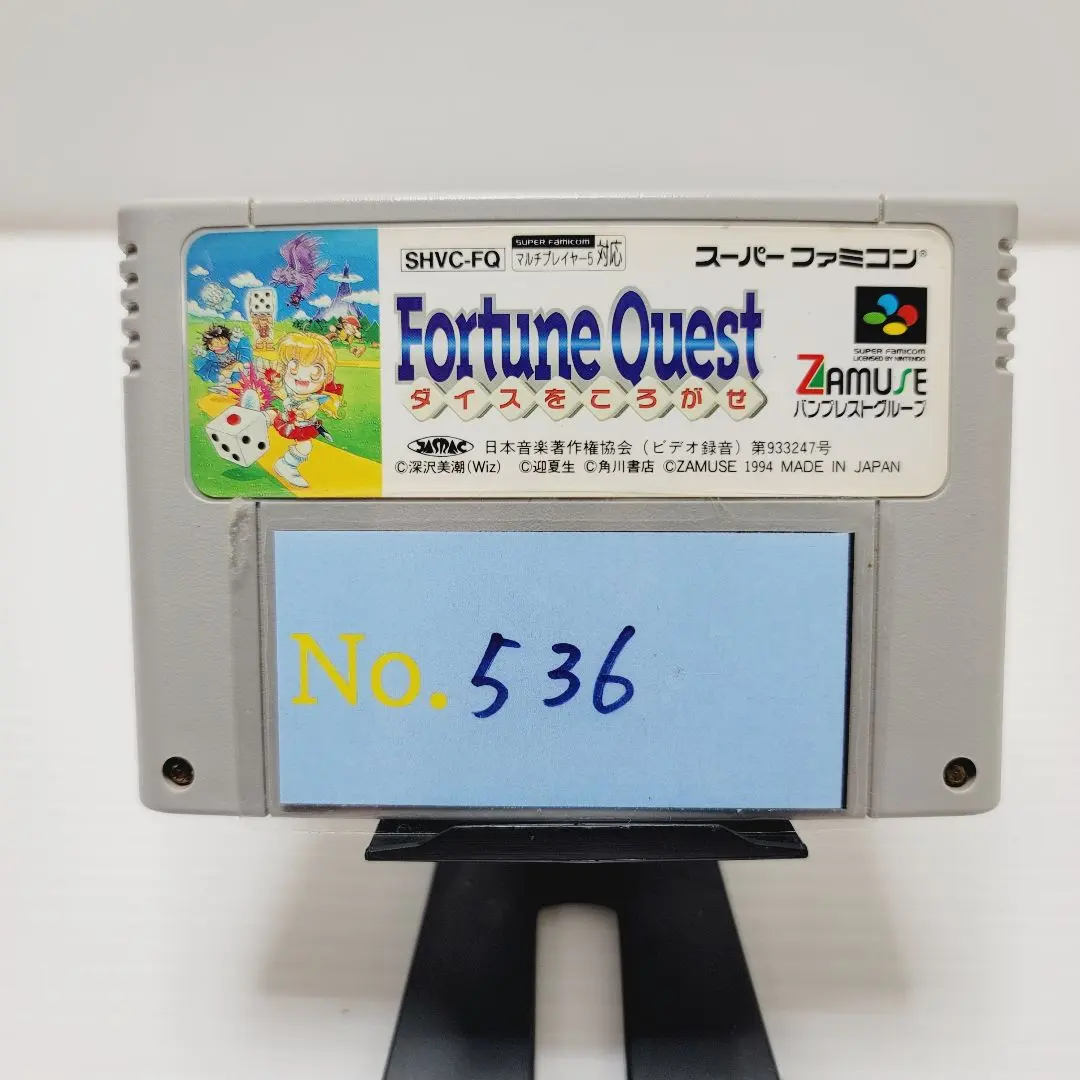 SHVC-FQ
SUPER FAMICOM
マルチプレイヤー5 対応
スーパーファミコン®
Fortune Quest
ダイスをころがせ
SUPER FAMICOM
LICENSED BY NINTENDO
ZAMUSE
バンプレストグループ
JASRAC 日本音楽著作権協会(ビデオ録音)第933247号
©深沢美潮(Wiz) ©迎夏生 ©角川書店 ©ZAMUSE 1994 MADE IN JAPAN
No. 536